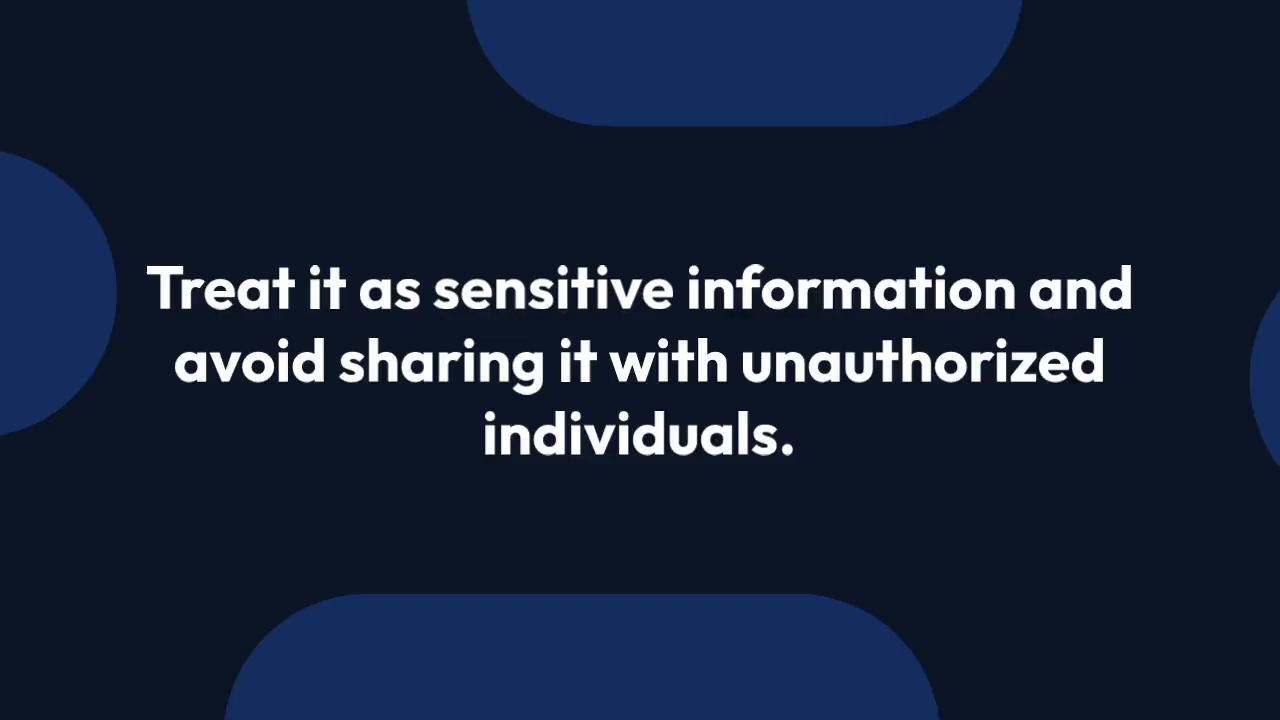 Treat it as sensitive information and
avoid sharing it with unauthorized
individuals.